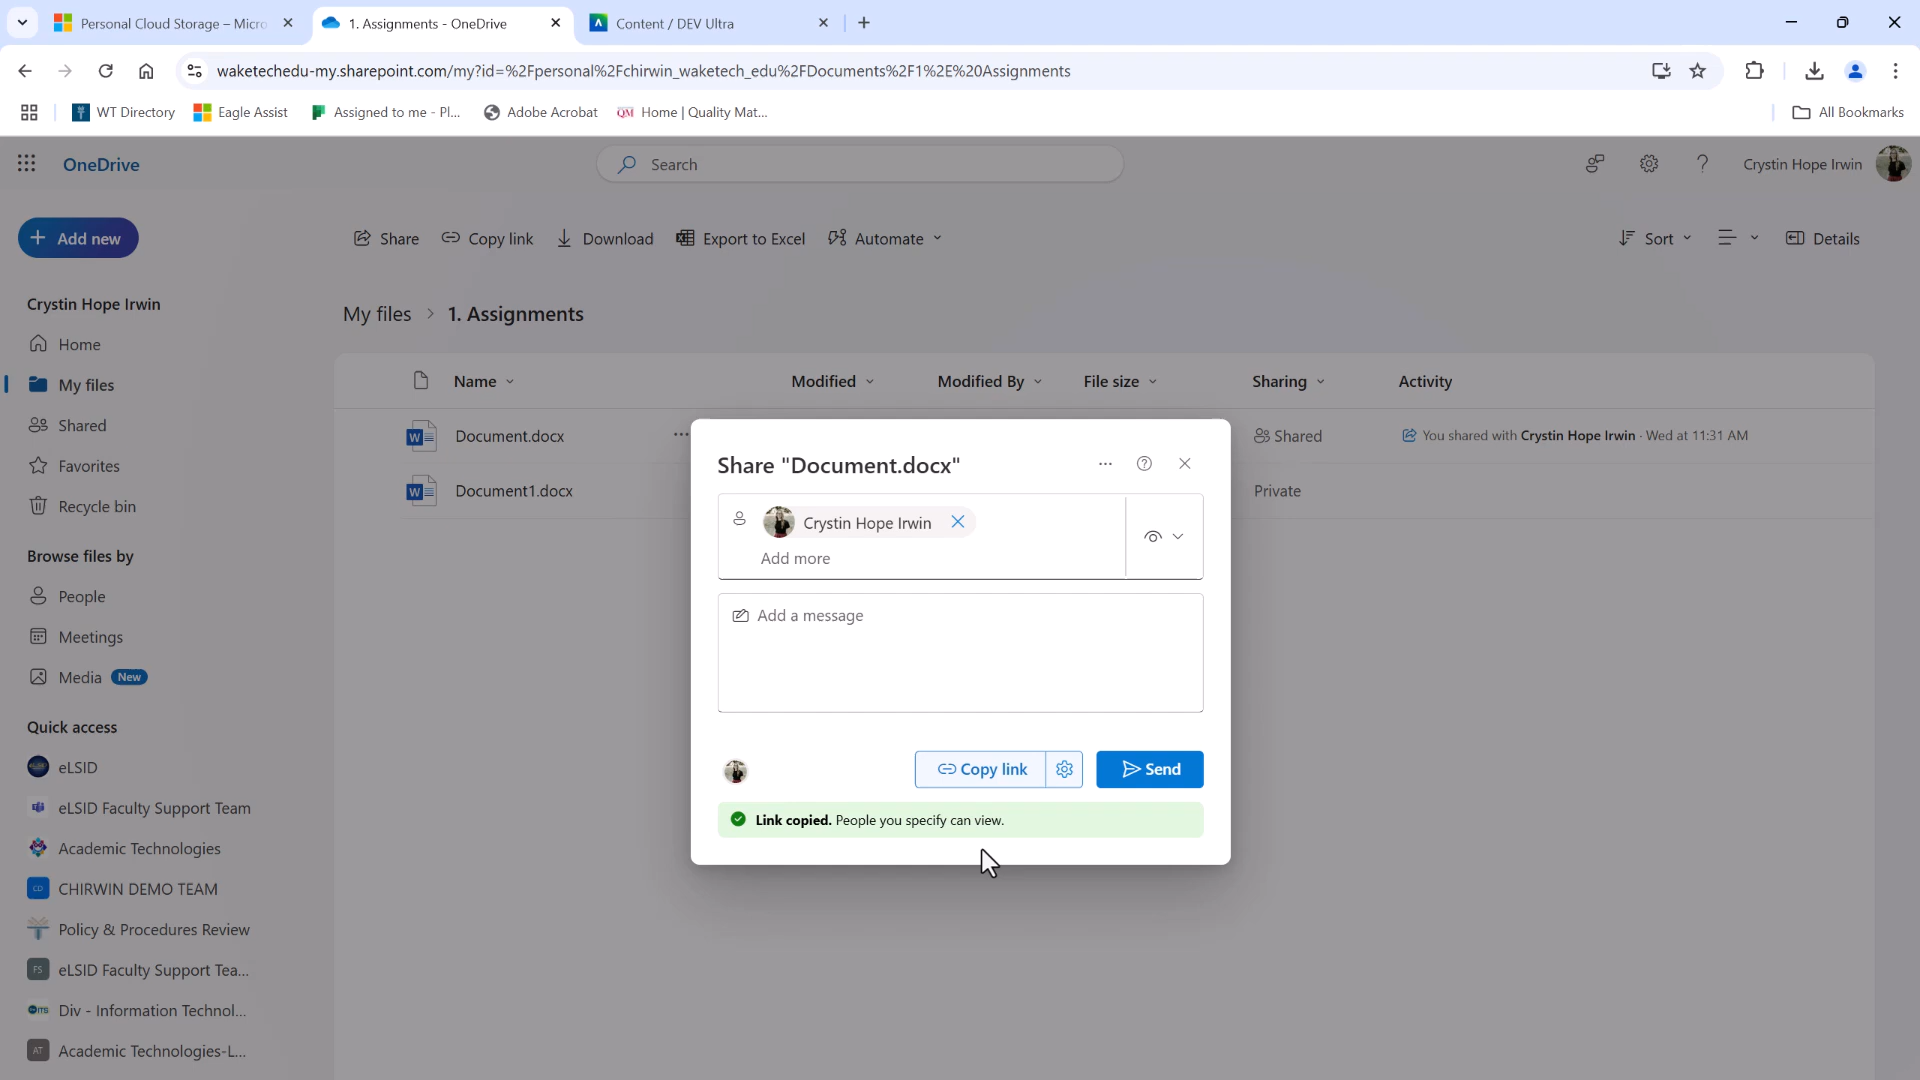 Personal Cloud Storage – Micro
1. Assignments - OneDrive
Content / DEV Ultra
waketechedu-my.sharepoint.com/my?id=%2Fpersonal%2Fchirwin_waketech_edu%2FDocuments%2F1%2E%20Assignments
WT Directory
Eagle Assist
Assigned to me - Pl...
Adobe Acrobat
QM Home | Quality Mat...
All Bookmarks
OneDrive
Search
Crystin Hope Irwin
Add new
Share
Copy link
Download
Export to Excel
Automate
Sort
Details
Crystin Hope Irwin
Home
My files
Shared
Favorites
Recycle bin
Browse files by
People
Meetings
Media New
Quick access
eLSID
eLSID Faculty Support Team
Academic Technologies
CD CHIRWIN DEMO TEAM
Policy & Procedures Review
FS eLSID Faculty Support Tea...
ITS Div - Information Technol...
AT Academic Technologies-L...
My files > 1. Assignments
Name Modified Modified By File size Sharing Activity
Document.docx ... Shared You shared with Crystin Hope Irwin · Wed at 11:31 AM
Document1.docx Private
Share "Document.docx"
Crystin Hope Irwin
Add more
Add a message
Copy link
Send
Link copied. People you specify can view.